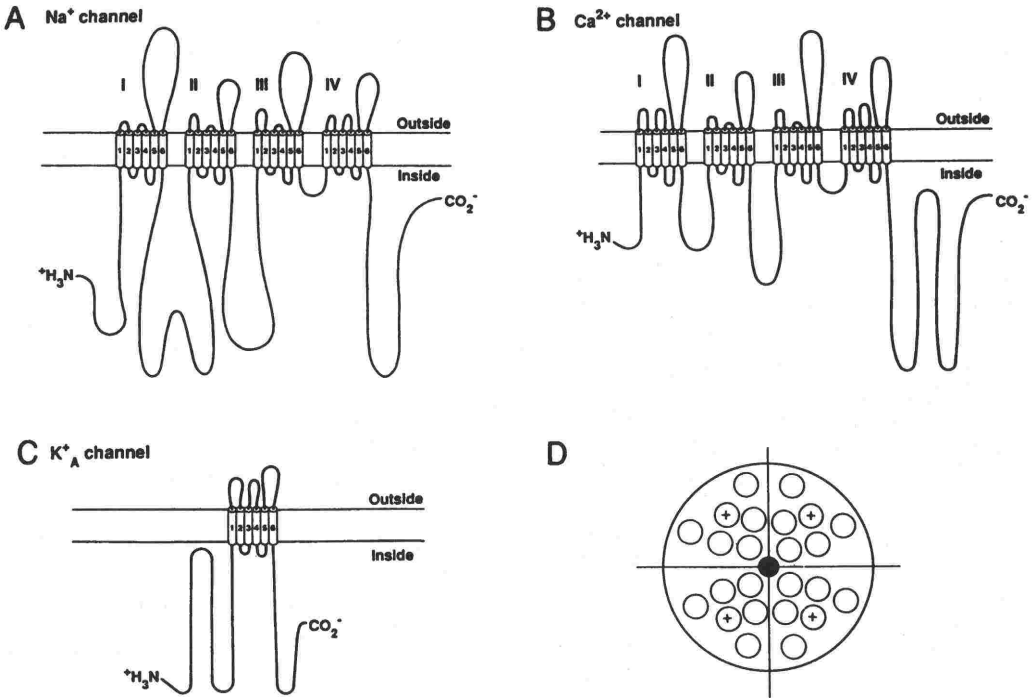 A Na⁺ channel
I II III IV
Outside
1 2 3 4 5 6 1 2 3 4 5 6 1 2 3 4 5 6 1 2 3 4 5 6
Inside
CO₂⁻
⁺H₃N
B Ca²⁺ channel
I II III IV
Outside
1 2 3 4 5 6 1 2 3 4 5 6 1 2 3 4 5 6 1 2 3 4 5 6
Inside
CO₂⁻
⁺H₃N
C K⁺A channel
Outside
1 2 3 4 5 6
Inside
CO₂⁻
⁺H₃N
D
+ +
+ +